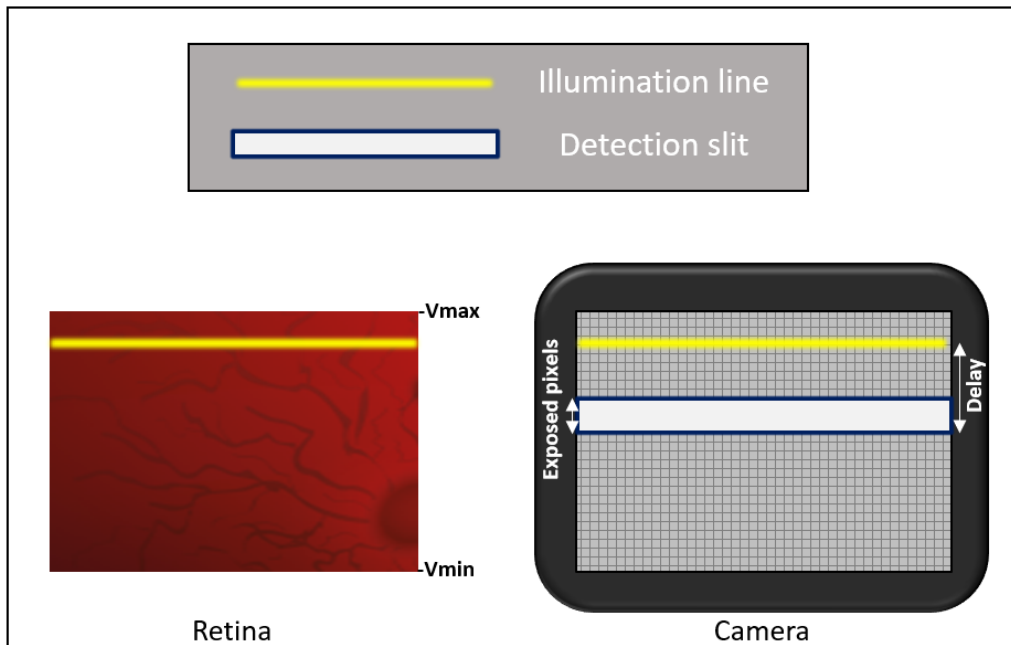 Illumination line
Detection slit
-Vmax
-Vmin
Retina
Exposed pixels
Delay
Camera